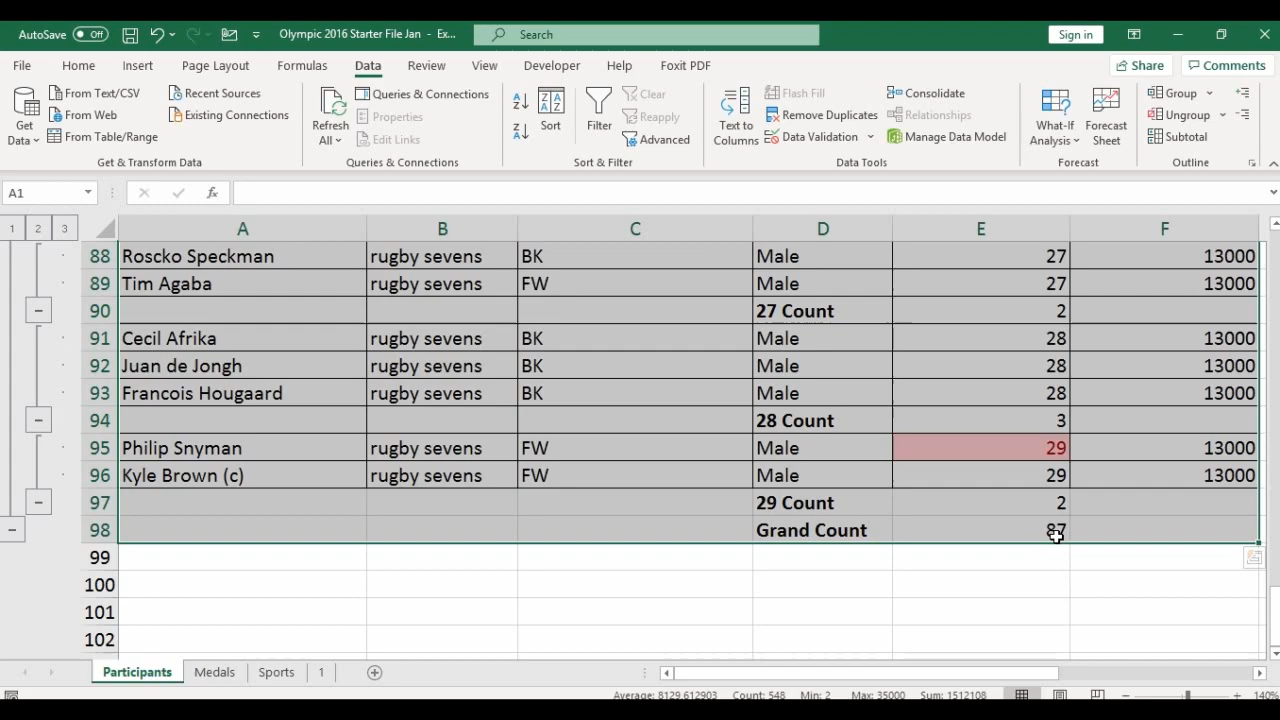 AutoSave Off Olympic 2016 Starter File Jan - Ex... Search Sign in
File Home Insert Page Layout Formulas Data Review View Developer Help Foxit PDF Share Comments
Get Data From Text/CSV From Web From Table/Range Recent Sources Existing Connections
Refresh All Queries & Connections Properties Edit Links
Sort Filter Clear Reapply Advanced
Text to Columns Flash Fill Remove Duplicates Data Validation Consolidate Relationships Manage Data Model
What-If Analysis Forecast Sheet
Group Ungroup Subtotal
Get & Transform Data Queries & Connections Sort & Filter Data Tools Forecast Outline
A1 fx
1 2 3 A B C D E F
88 Roscko Speckman rugby sevens BK Male 27 13000
89 Tim Agaba rugby sevens FW Male 27 13000
90 27 Count 2
91 Cecil Afrika rugby sevens BK Male 28 13000
92 Juan de Jongh rugby sevens BK Male 28 13000
93 Francois Hougaard rugby sevens BK Male 28 13000
94 28 Count 3
95 Philip Snyman rugby sevens FW Male 29 13000
96 Kyle Brown (c) rugby sevens FW Male 29 13000
97 29 Count 2
98 Grand Count 87
99
100
101
102
Participants Medals Sports 1
Average: 8129.612903 Count: 548 Min: 2 Max: 35000 Sum: 1512108 140%